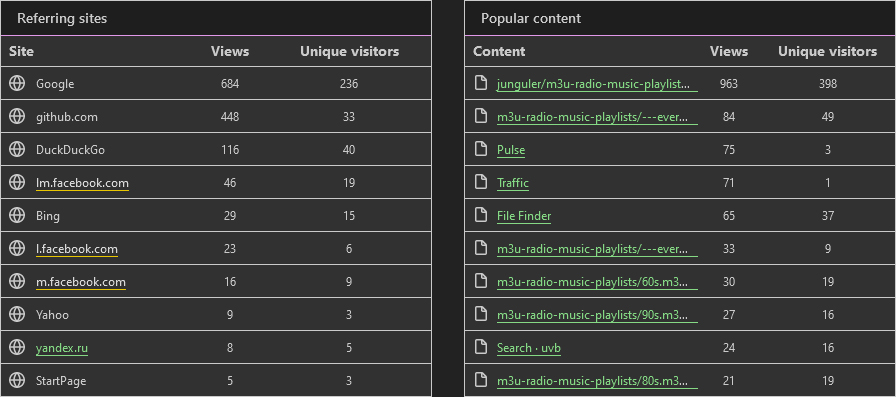 Referring sites
Site Views Unique visitors
Google 684 236
github.com 448 33
DuckDuckGo 116 40
lm.facebook.com 46 19
Bing 29 15
l.facebook.com 23 6
m.facebook.com 16 9
Yahoo 9 3
yandex.ru 8 5
StartPage 5 3
Popular content
Content Views Unique visitors
junguler/m3u-radio-music-playlist... 963 398
m3u-radio-music-playlists/---ever... 84 49
Pulse 75 3
Traffic 71 1
File Finder 65 37
m3u-radio-music-playlists/---ever... 33 9
m3u-radio-music-playlists/60s.m3... 30 19
m3u-radio-music-playlists/90s.m3... 27 16
Search · uvb 24 16
m3u-radio-music-playlists/80s.m3... 21 19